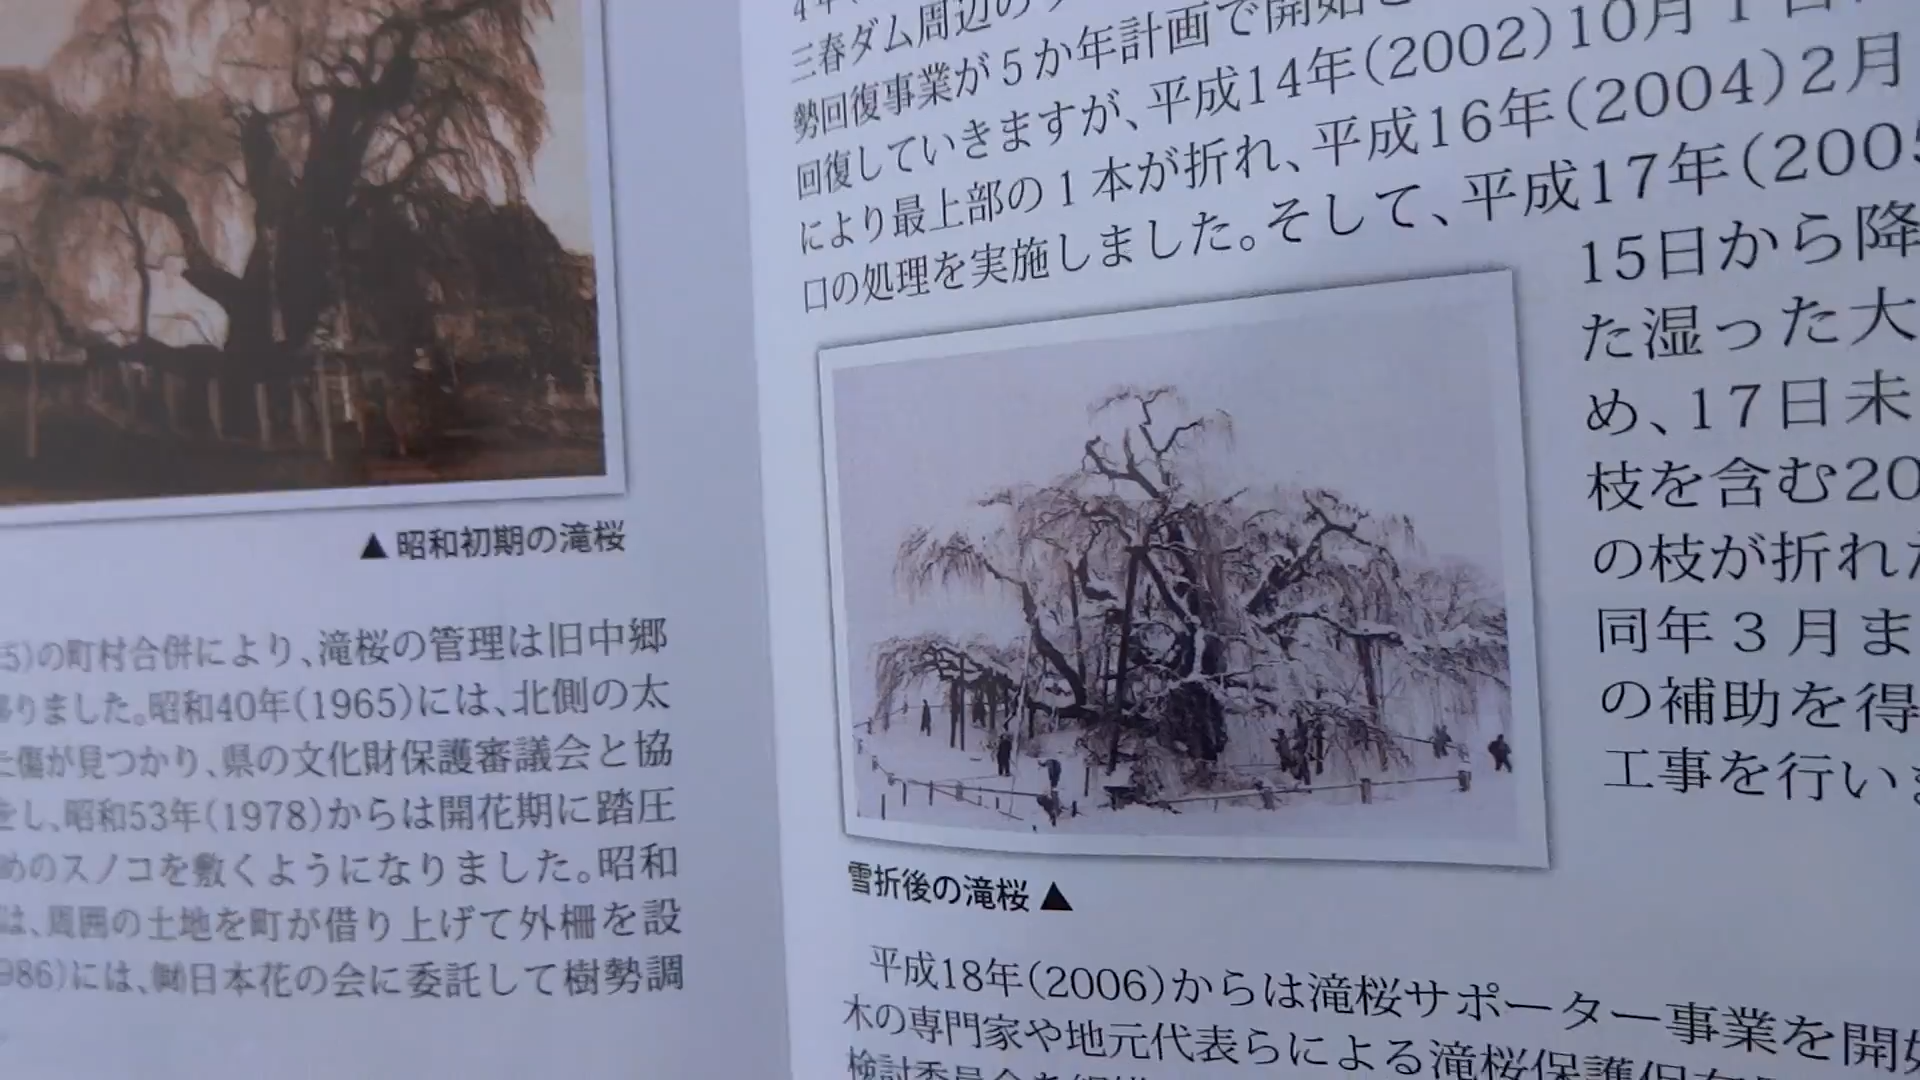 ▲昭和初期の滝桜
5)の町村合併により、滝桜の管理は旧中郷
りました。昭和40年(1965)には、北側の太
傷が見つかり、県の文化財保護審議会と協
をし、昭和53年(1978)からは開花期に踏圧
めのスノコを敷くようになりました。昭和
は、周囲の土地を町が借り上げて外柵を設
986)には、㈶日本花の会に委託して樹勢調
三春ダム周辺の
勢回復事業が5か年計画で開始
回復していきますが、平成14年(2002)10月1日
により最上部の1本が折れ、平成16年(2004)2月
口の処理を実施しました。そして、平成17年(2005
15日から降
た湿った大
め、17日未
枝を含む20
の枝が折れた
同年3月ま
の補助を得
工事を行いま
雪折後の滝桜▲
平成18年(2006)からは滝桜サポーター事業を開始
木の専門家や地元代表らによる滝桜保護保存
検討委員会を